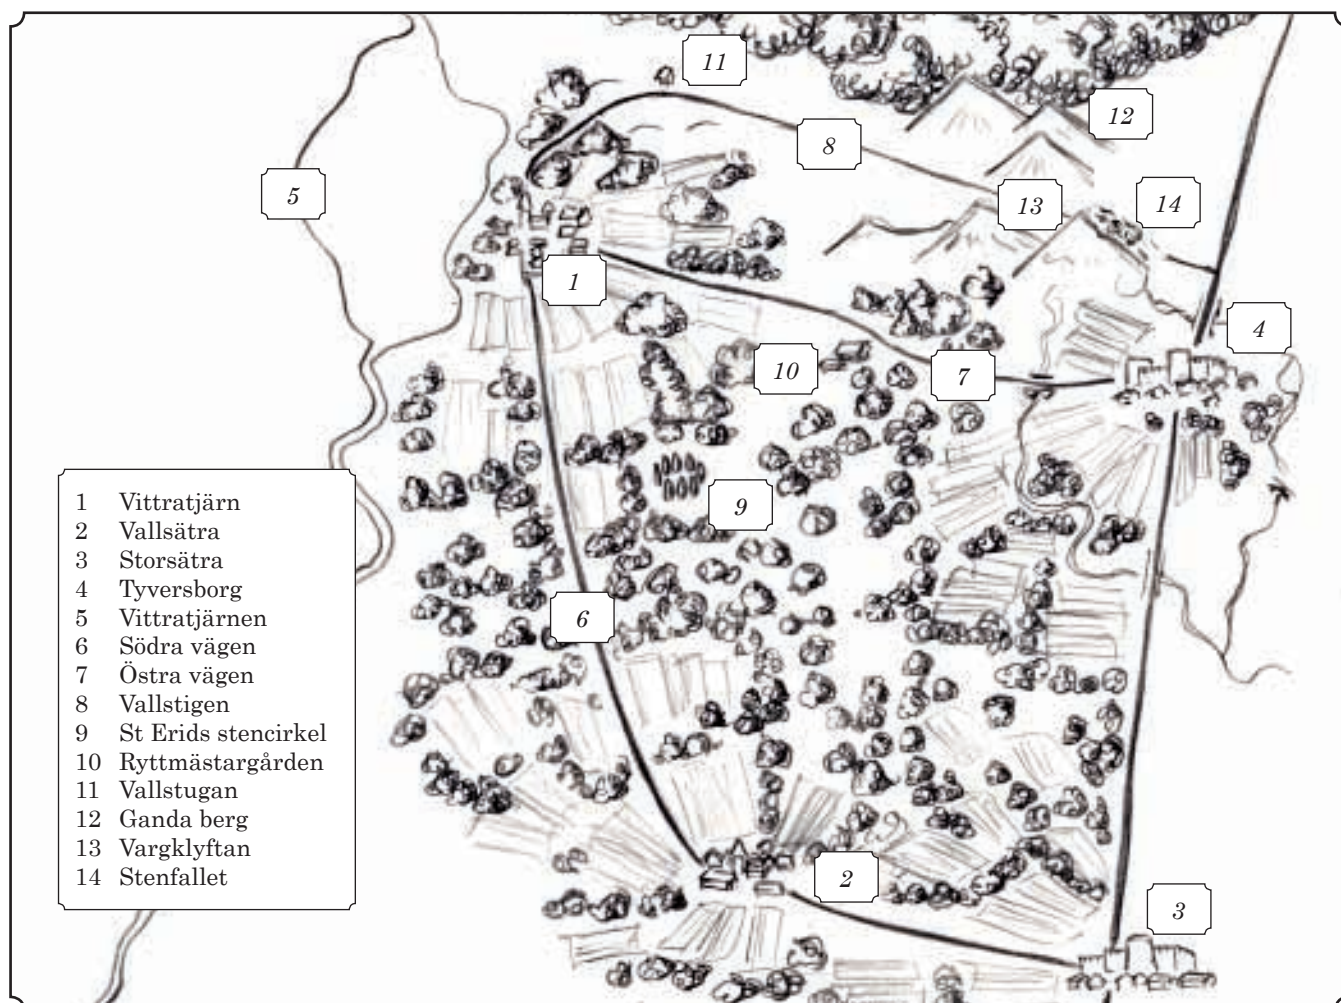 11
12
8
5
13
14
1
4
10
7
9
6
2
3
1 Vittratjärn
2 Vallsätra
3 Storsätra
4 Tyversborg
5 Vittratjärnen
6 Södra vägen
7 Östra vägen
8 Vallstigen
9 St Erids stencirkel
10 Ryttmästargården
11 Vallstugan
12 Ganda berg
13 Vargklyftan
14 Stenfallet